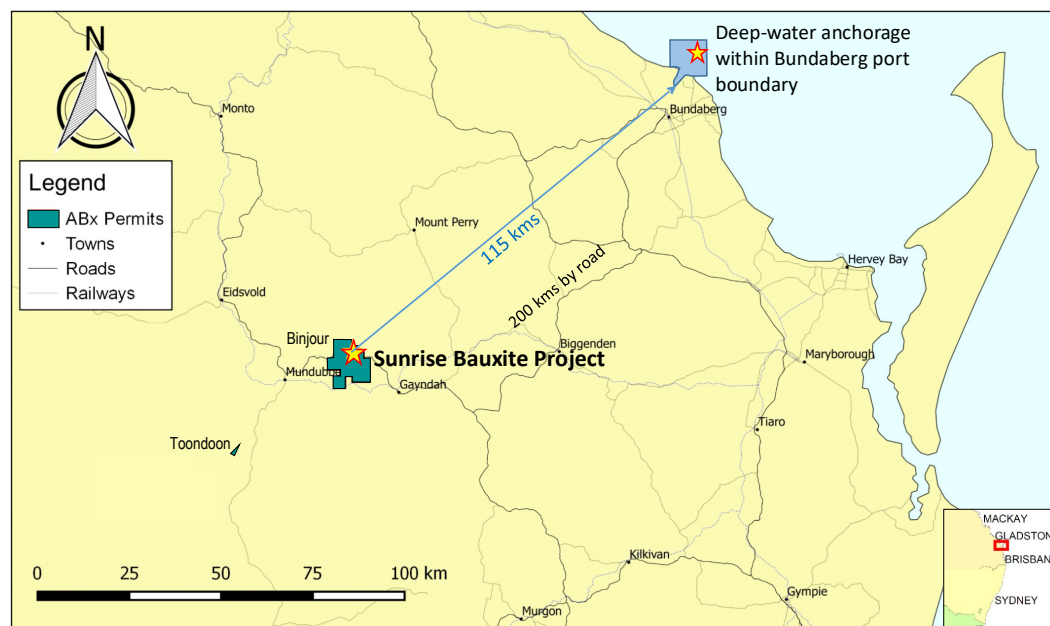 Deep-water anchorage
within Bundaberg port
boundary
N
Monto
Bundaberg
Legend
ABx Permits
Towns
Roads
Railways
Mount Perry
115 kms
200 kms by road
Hervey Bay
Eidsvold
Binjour
Sunrise Bauxite Project
Biggenden
Maryborough
Gayndah
Toondoon
Tiaro
MACKAY
GLADSTON
BRISBAN
SYDNEY
Kilkivan
Gympie
Murgon
0 25 50 75 100 km